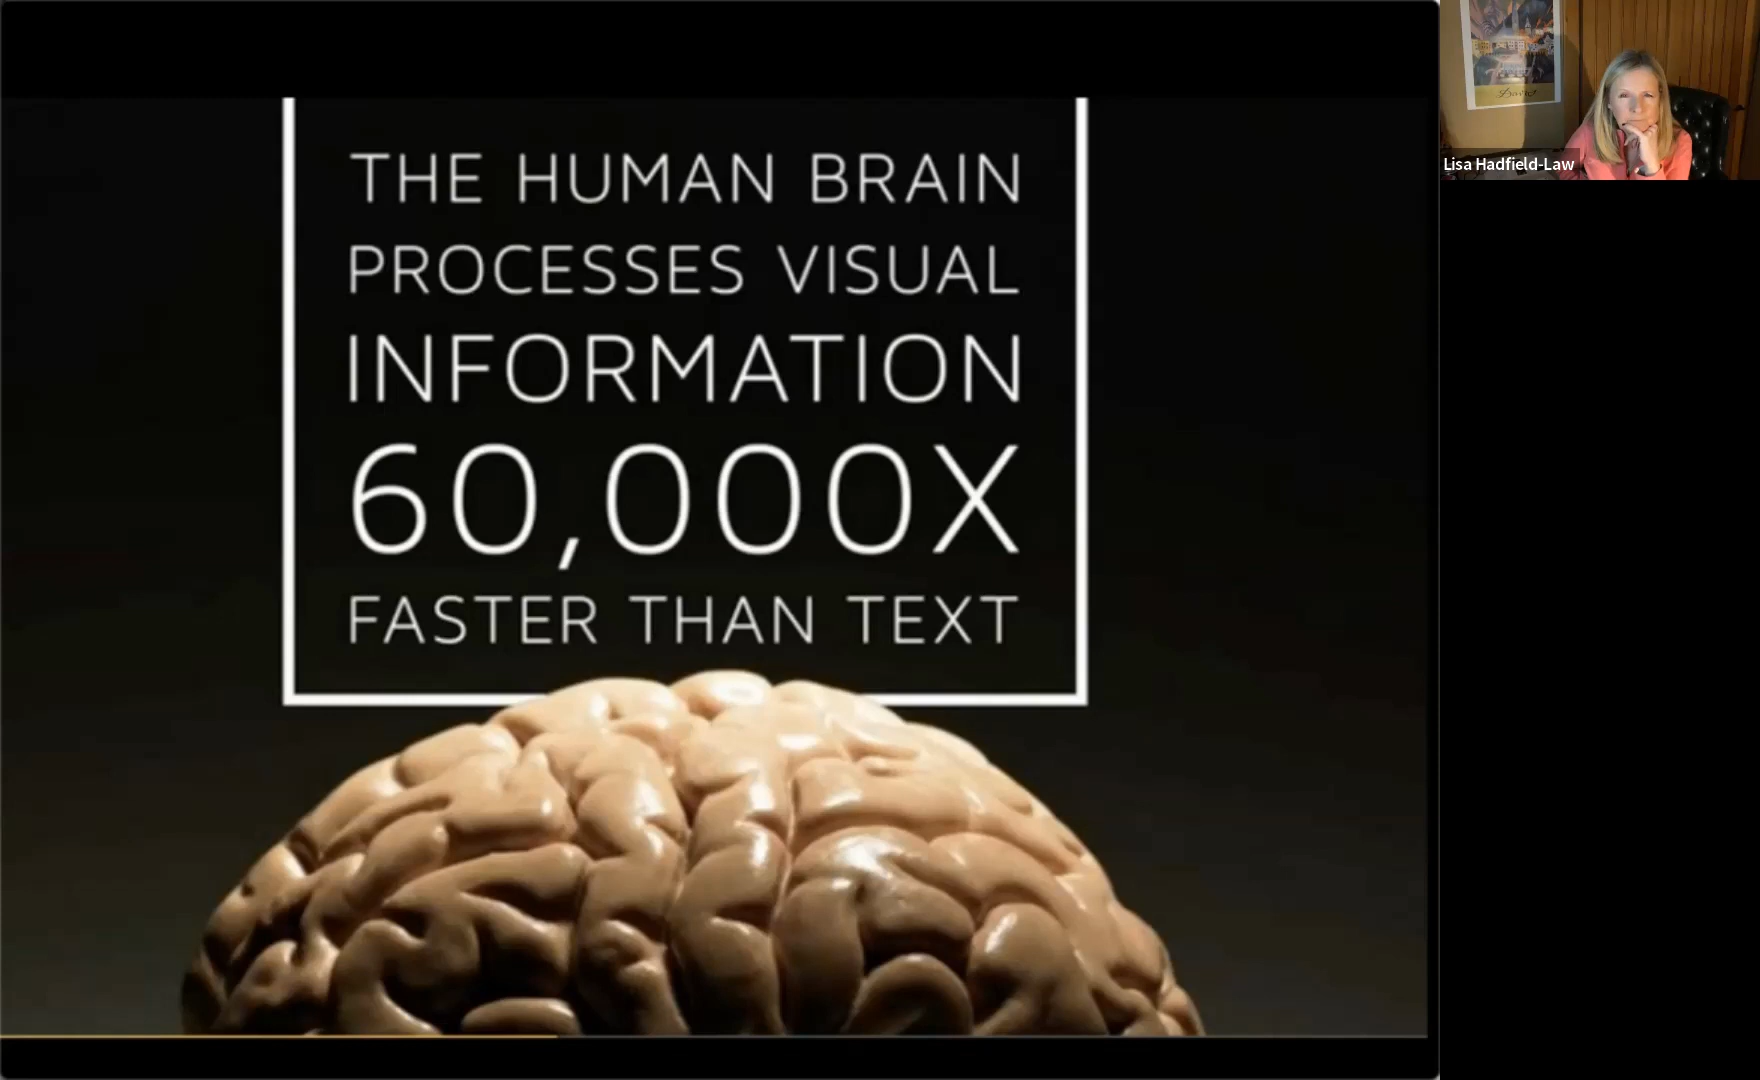 THE HUMAN BRAIN
PROCESSES VISUAL
INFORMATION
60,000X
FASTER THAN TEXT
Lisa Hadfield-Law